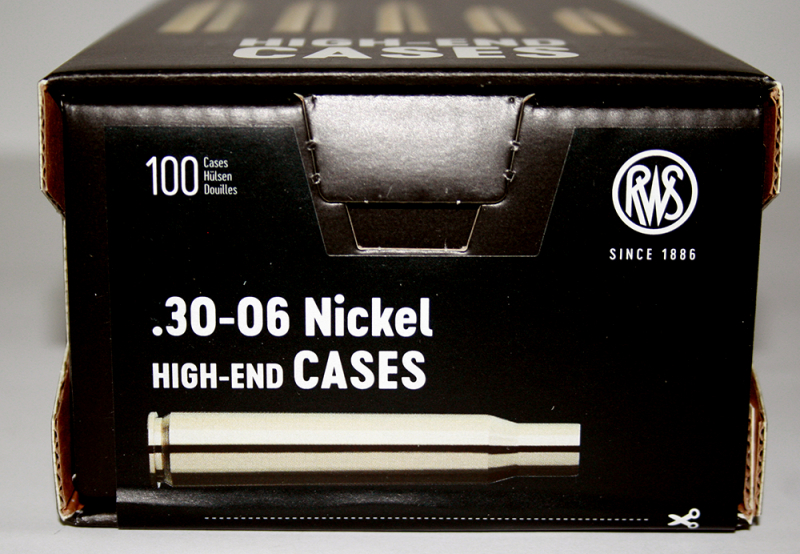 HIGH-END
CASES
100
Cases
Hülsen
Douilles
RWS
SINCE 1886
.30-06 Nickel
HIGH-END CASES